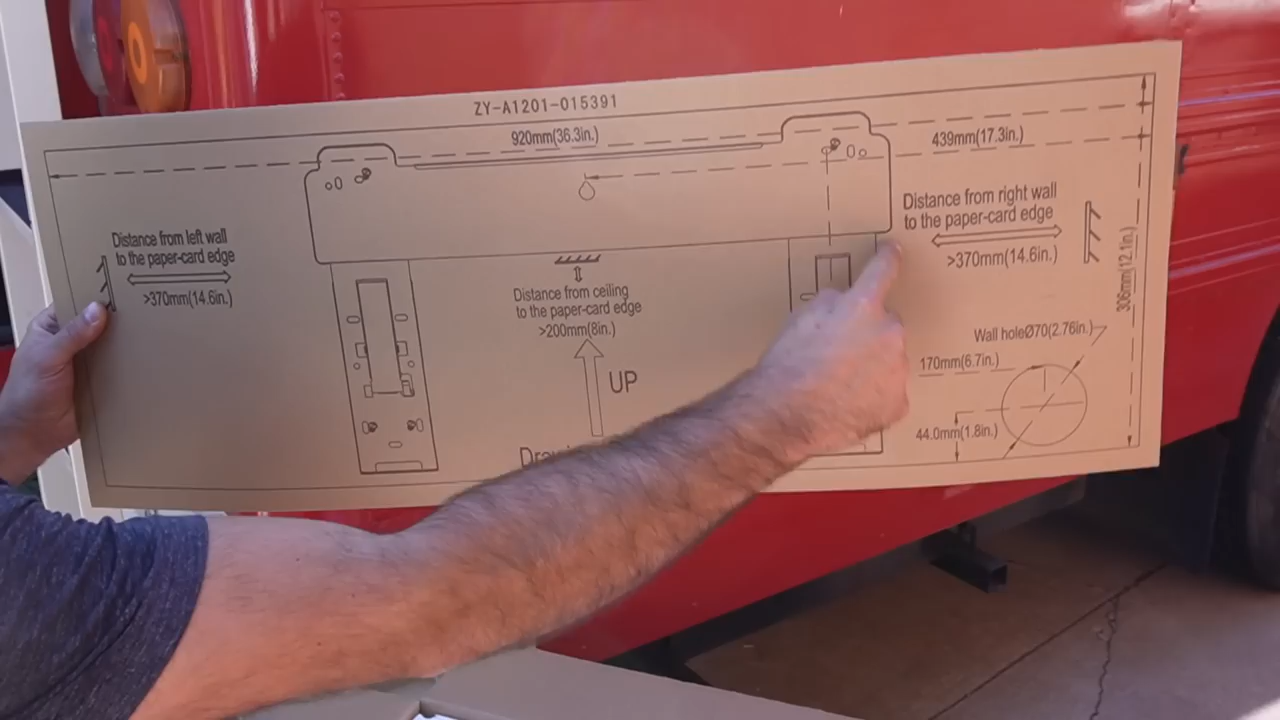 ZY-A1201-015391
920mm(36.3in.)
439mm(17.3in.)
Distance from left wall
to the paper-card edge
>370mm(14.6in.)
Distance from ceiling
to the paper-card edge
>200mm(8in.)
UP
Distance from right wall
to the paper-card edge
>370mm(14.6in.)
306mm(12.1in.)
Wall holeØ70(2.76in.)
170mm(6.7in.)
44.0mm(1.8in.)